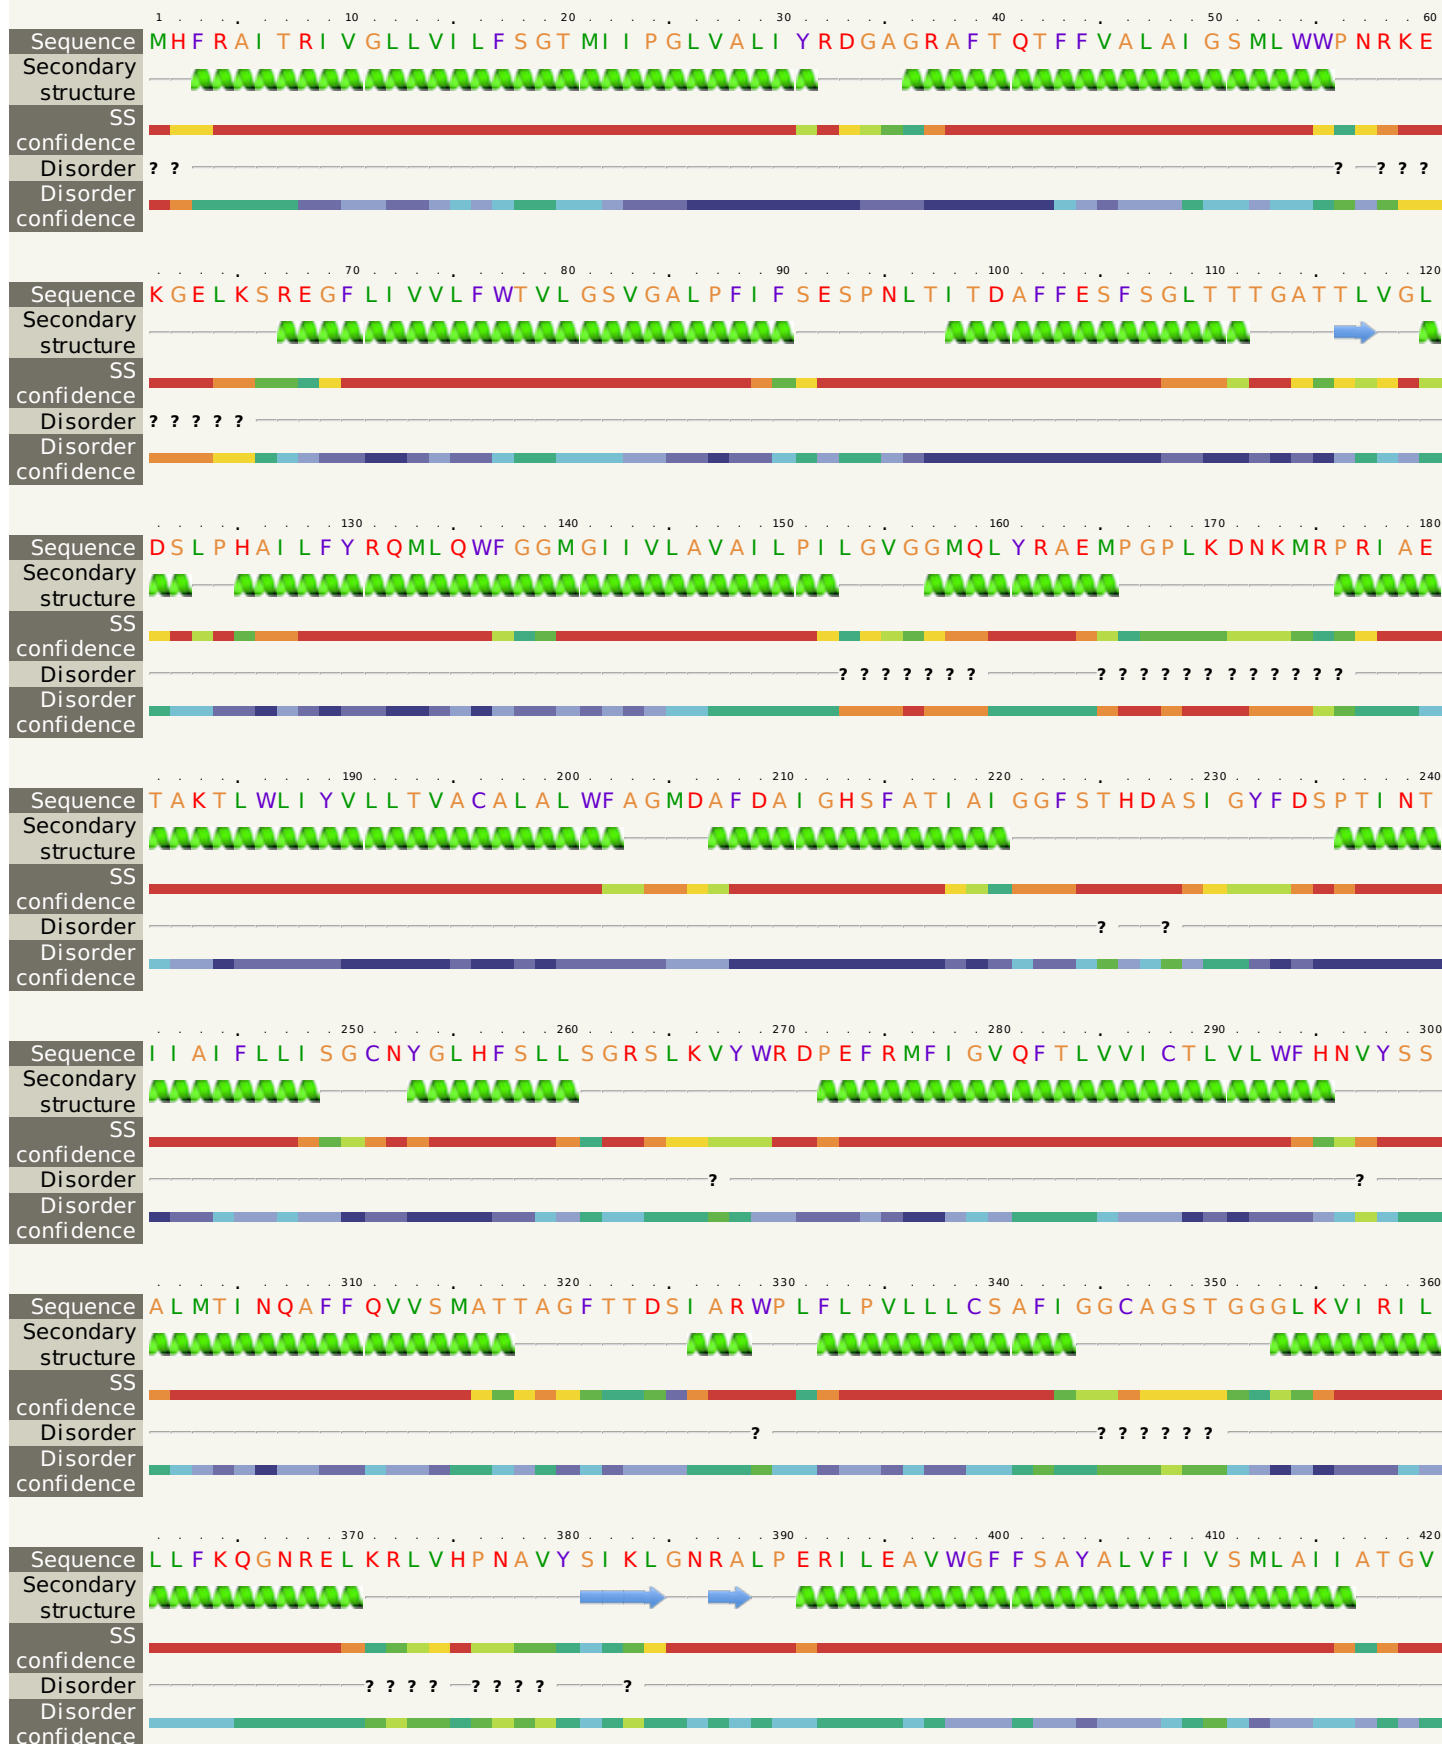 1 10 20 30 40 50 60
Sequence MHFRAITRIVGLLVILFSGTMIIPGLVALIYRDGAGRAFTQTFFVALAIGSMLWWPNRKE
Secondary
structure
SS
confidence
Disorder ? ? ? ? ? ?
Disorder
confidence
70 80 90 100 110 120
Sequence KGELKSREGFLIVVLFWTVLGSVGALPFIFSESPNLTITDAFFESFSGLTTTGATTLVGL
Secondary
structure
SS
confidence
Disorder ? ? ? ? ?
Disorder
confidence
130 140 150 160 170 180
Sequence DSLPHAILFYRQMLQWFGGMGIIVLAVAILPILGVGGMQLYRAEMPGPLKDNKMRPRIAE
Secondary
structure
SS
confidence
Disorder ? ? ? ? ? ? ? ? ? ? ? ? ? ? ? ? ? ? ?
Disorder
confidence
190 200 210 220 230 240
Sequence TAKTLWLIYVLLTVACALALWFAGMDAFDAIGHSFATIAIGGFSTHDASIGYFDSPTINT
Secondary
structure
SS
confidence
Disorder ? ?
Disorder
confidence
250 260 270 280 290 300
Sequence IIAIFLLISGCNYGLHFSLLSGRSLKVYWRDPEFRMFIGVQFTLVVICTLVLWFHNVYSS
Secondary
structure
SS
confidence
Disorder ? ?
Disorder
confidence
310 320 330 340 350 360
Sequence ALMTINQAFFQVVSMATTAGFTTDSIARWPLFLPVLLLCSAFIGGCAGSTGGGLKVIRIL
Secondary
structure
SS
confidence
Disorder ? ? ? ? ? ? ?
Disorder
confidence
370 380 390 400 410 420
Sequence LLFKQGNRELKRLVHPNAVYSIKLGNRALPERILEAVWGFFSAYALVFIVSMLAIIATGV
Secondary
structure
SS
confidence
Disorder ? ? ? ? ? ? ? ? ?
Disorder
confidence